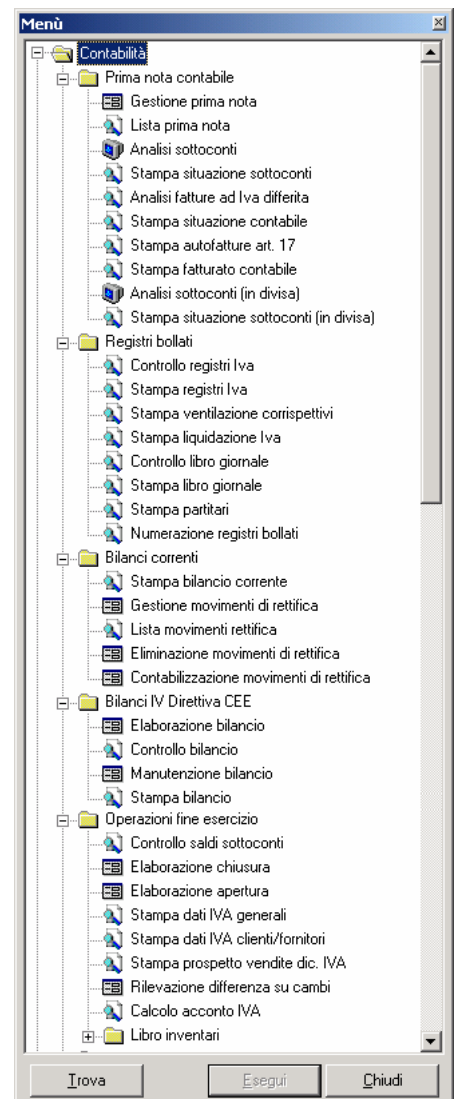 Menù
Contabilità
Prima nota contabile
Gestione prima nota
Lista prima nota
Analisi sottoconti
Stampa situazione sottoconti
Analisi fatture ad Iva differita
Stampa situazione contabile
Stampa autofatture art. 17
Stampa fatturato contabile
Analisi sottoconti (in divisa)
Stampa situazione sottoconti (in divisa)
Registri bollati
Controllo registri Iva
Stampa registri Iva
Stampa ventilazione corrispettivi
Stampa liquidazione Iva
Controllo libro giornale
Stampa libro giornale
Stampa partitari
Numerazione registri bollati
Bilanci correnti
Stampa bilancio corrente
Gestione movimenti di rettifica
Lista movimenti rettifica
Eliminazione movimenti di rettifica
Contabilizzazione movimenti di rettifica
Bilanci IV Direttiva CEE
Elaborazione bilancio
Controllo bilancio
Manutenzione bilancio
Stampa bilancio
Operazioni fine esercizio
Controllo saldi sottoconti
Elaborazione chiusura
Elaborazione apertura
Stampa dati IVA generali
Stampa dati IVA clienti/fornitori
Stampa prospetto vendite dic. IVA
Rilevazione differenza su cambi
Calcolo acconto IVA
Libro inventari
Trova Esegui Chiudi